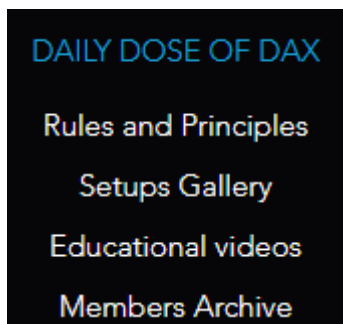 DAILY DOSE OF DAX
Rules and Principles
Setups Gallery
Educational videos
Members Archive